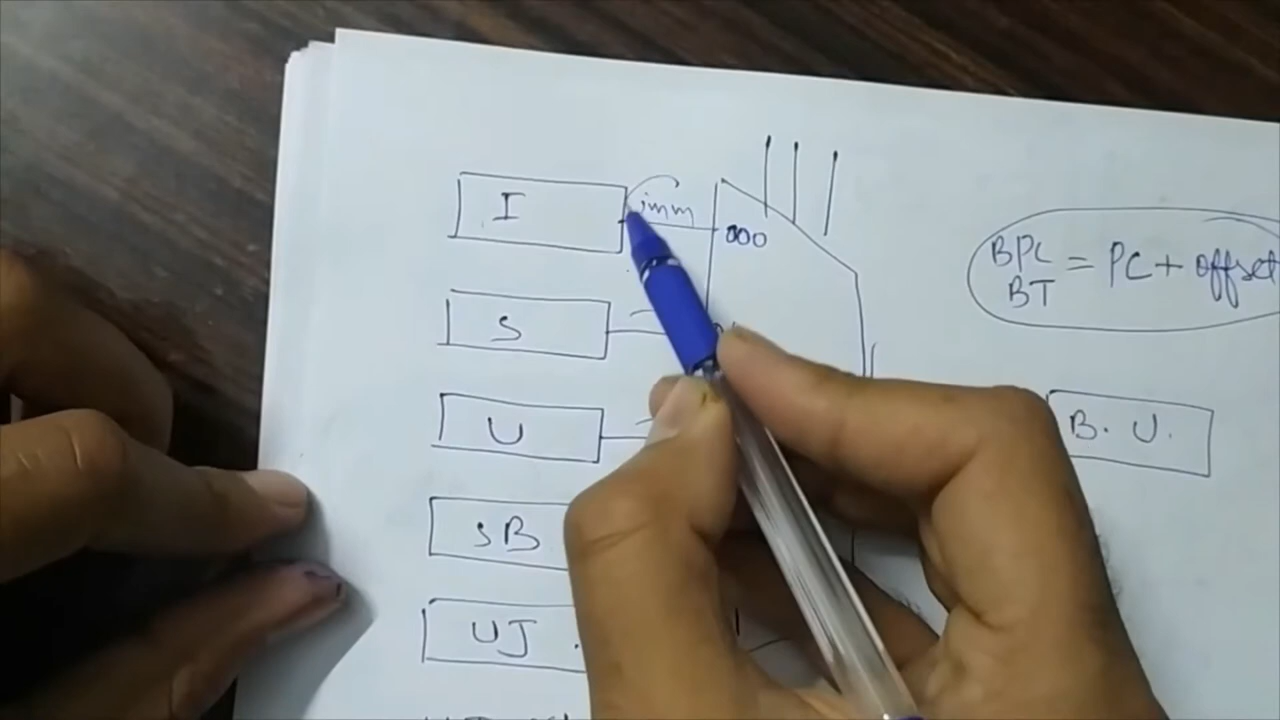 I
imm
000
S
U
SB
UJ
BPC
BT = PC + offset
B. U.